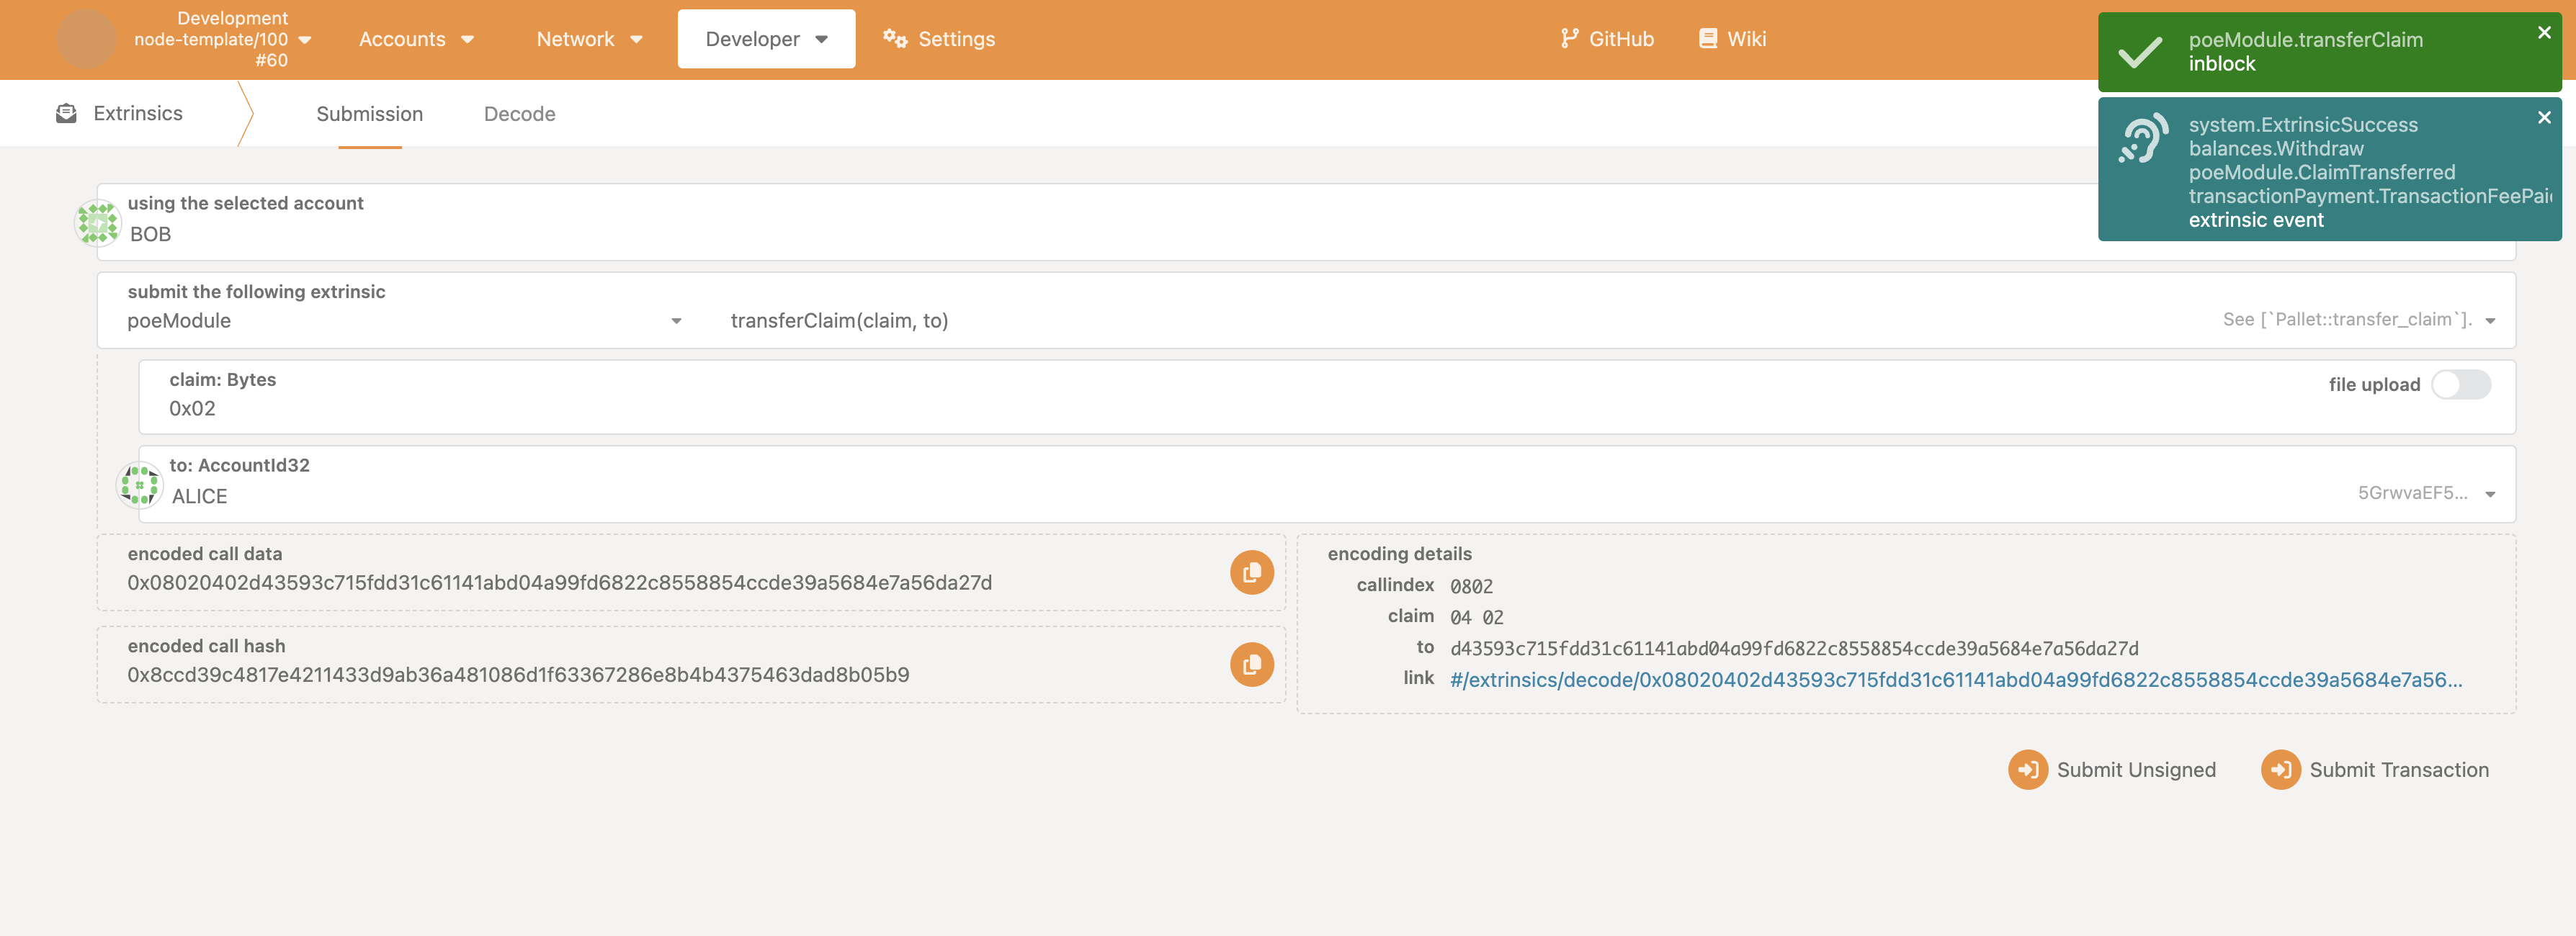 Development
node-template/100
#60
Accounts
Network
Developer
Settings
GitHub
Wiki
poeModule.transferClaim
inblock
system.ExtrinsicSuccess
balances.Withdraw
poeModule.ClaimTransferred
transactionPayment.TransactionFeePai
extrinsic event
Extrinsics
Submission
Decode
using the selected account
BOB
submit the following extrinsic
poeModule
transferClaim(claim, to)
See [`Pallet::transfer_claim`].
claim: Bytes
0x02
file upload
to: AccountId32
ALICE
5GrwvaEF5...
encoded call data
0x08020402d43593c715fdd31c61141abd04a99fd6822c8558854ccde39a5684e7a56da27d
encoded call hash
0x8ccd39c4817e4211433d9ab36a481086d1f63367286e8b4b4375463dad8b05b9
encoding details
callindex 0802
claim 04 02
to d43593c715fdd31c61141abd04a99fd6822c8558854ccde39a5684e7a56da27d
link #/extrinsics/decode/0x08020402d43593c715fdd31c61141abd04a99fd6822c8558854ccde39a5684e7a56...
Submit Unsigned
Submit Transaction